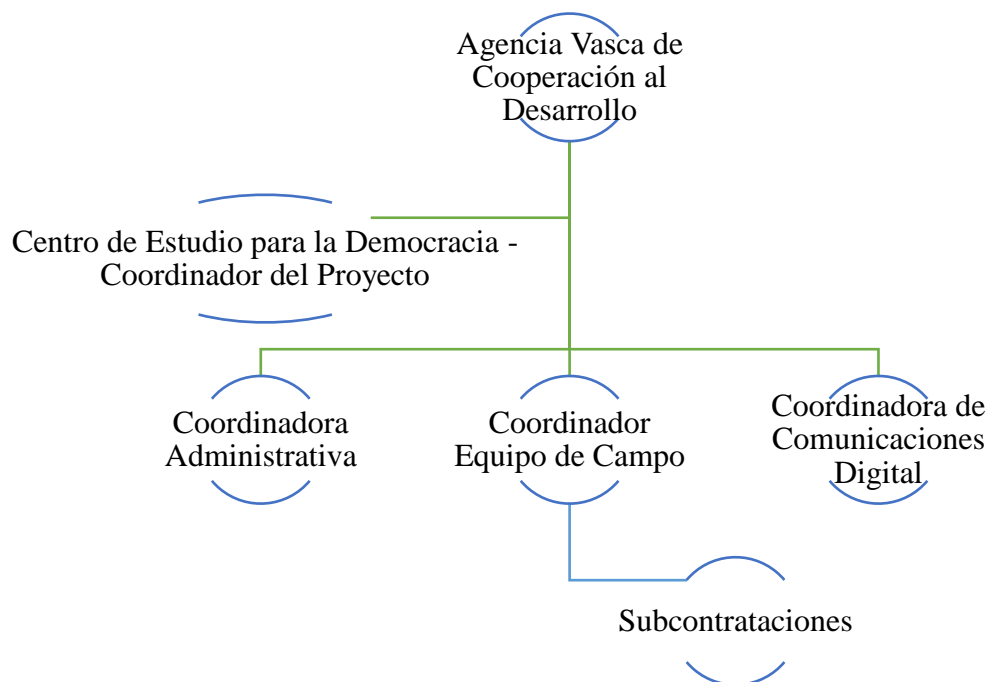 Agencia Vasca de
Cooperación al
Desarrollo
Centro de Estudio para la Democracia -
Coordinador del Proyecto
Coordinadora
Administrativa
Coordinador
Equipo de Campo
Coordinadora de
Comunicaciones
Digital
Subcontrataciones